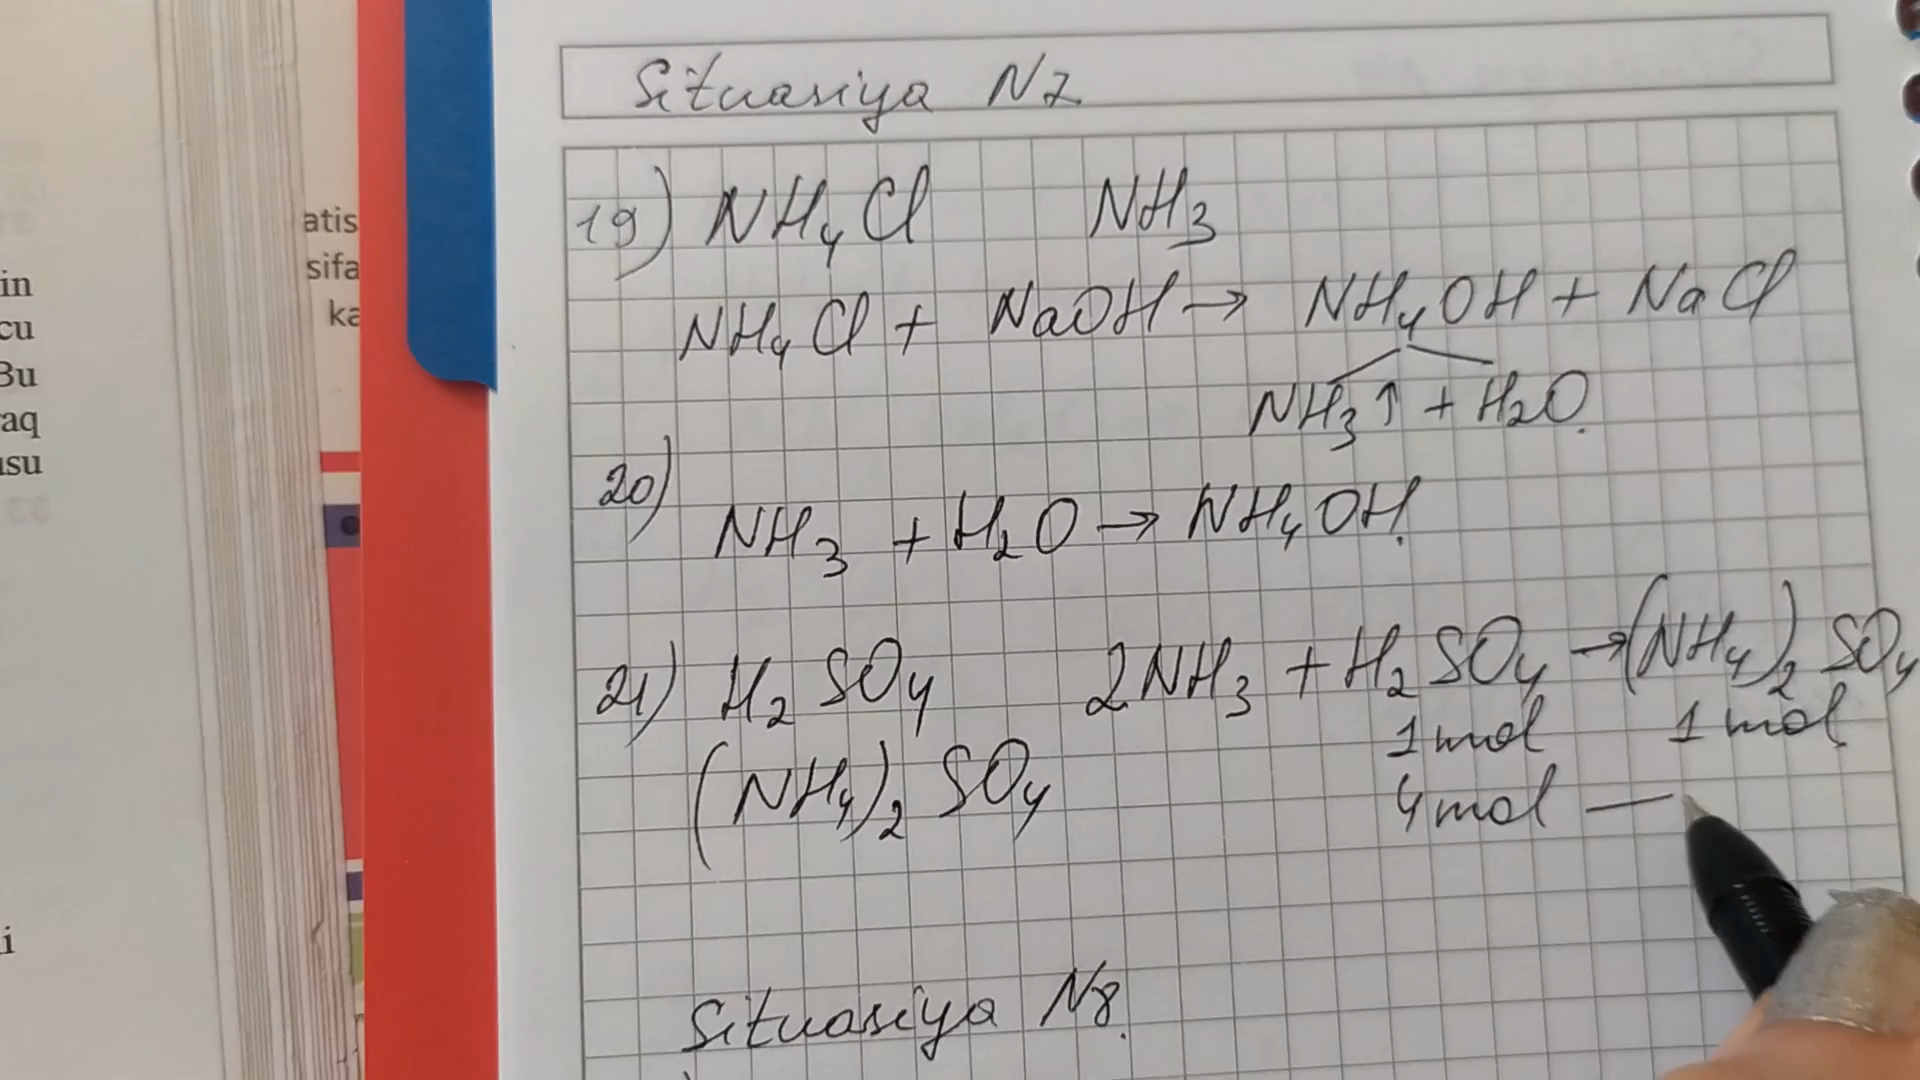 in
cu
Bu
aq
usu
i
atis
sifa
ka
Situasiya N7
19) NH₄Cl NH₃
NH₄Cl + NaOH → NH₄OH + NaCl
NH₃↑ + H₂O.
20)
NH₃ + H₂O → NH₄OH.
21) H₂SO₄ 2NH₃ + H₂SO₄ → (NH₄)₂SO₄
1mol 1mol
(NH₄)₂SO₄ 4mol —
Situasiya N8.